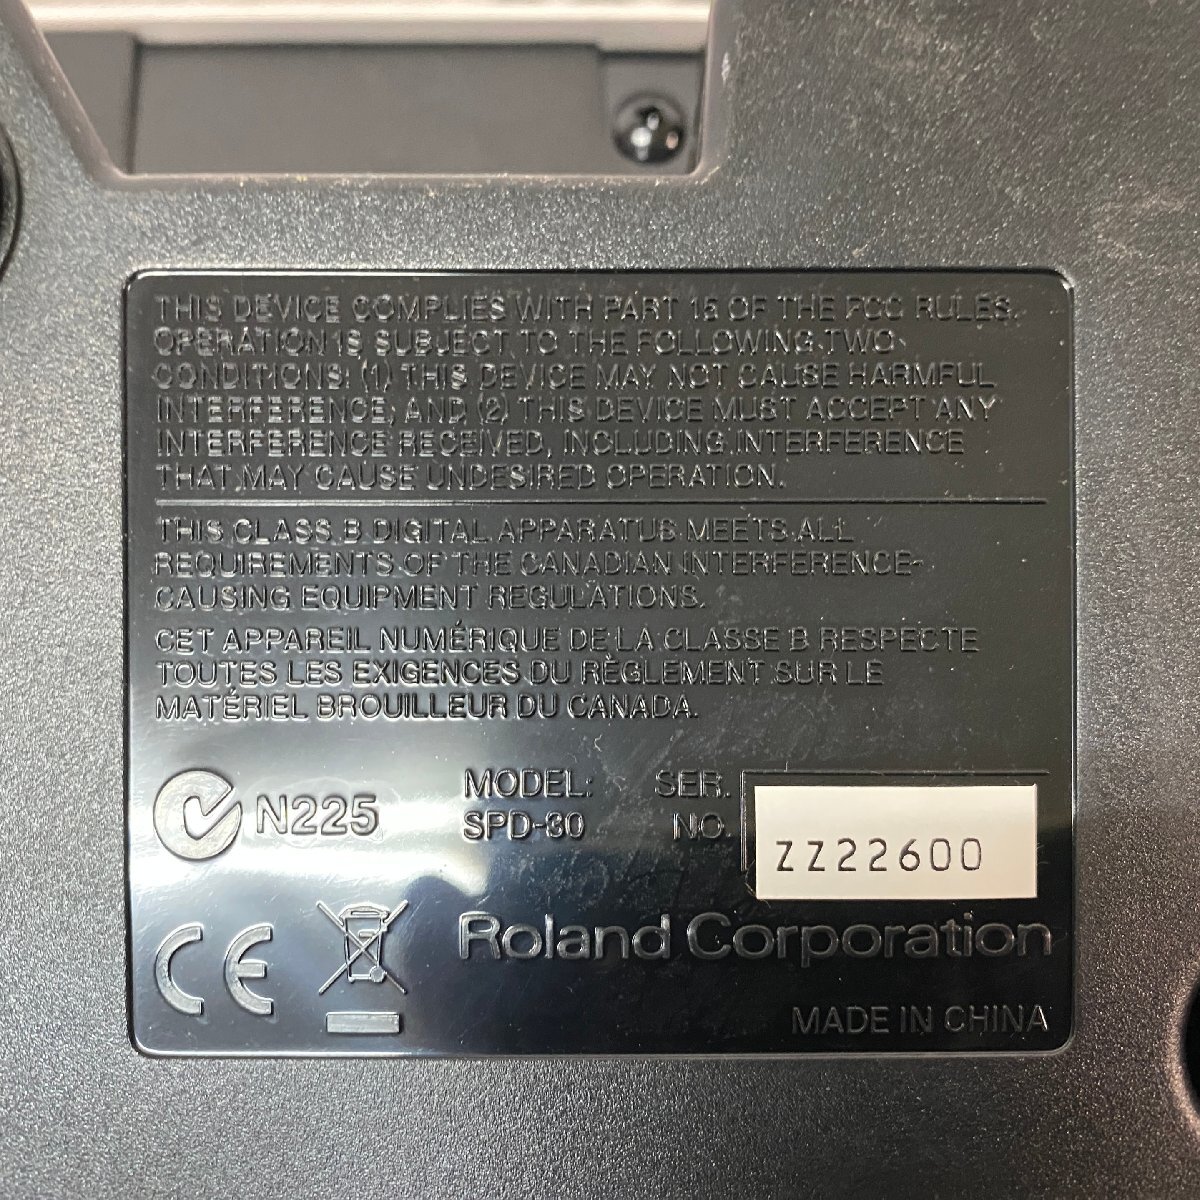 THIS DEVICE COMPLIES WITH PART 15 OF THE FCC RULES.
OPERATION IS SUBJECT TO THE FOLLOWING TWO
CONDITIONS: (1) THIS DEVICE MAY NOT CAUSE HARMFUL
INTERFERENCE, AND (2) THIS DEVICE MUST ACCEPT ANY
INTERFERENCE RECEIVED, INCLUDING INTERFERENCE
THAT MAY CAUSE UNDESIRED OPERATION.
THIS CLASS B DIGITAL APPARATUS MEETS ALL
REQUIREMENTS OF THE CANADIAN INTERFERENCE-
CAUSING EQUIPMENT REGULATIONS.
CET APPAREIL NUMÉRIQUE DE LA CLASSE B RESPECTE
TOUTES LES EXIGENCES DU RÈGLEMENT SUR LE
MATÉRIEL BROUILLEUR DU CANADA.
N225
MODEL:
SPD-30
SER.
NO.
ZZ22600
CE
Roland Corporation
MADE IN CHINA